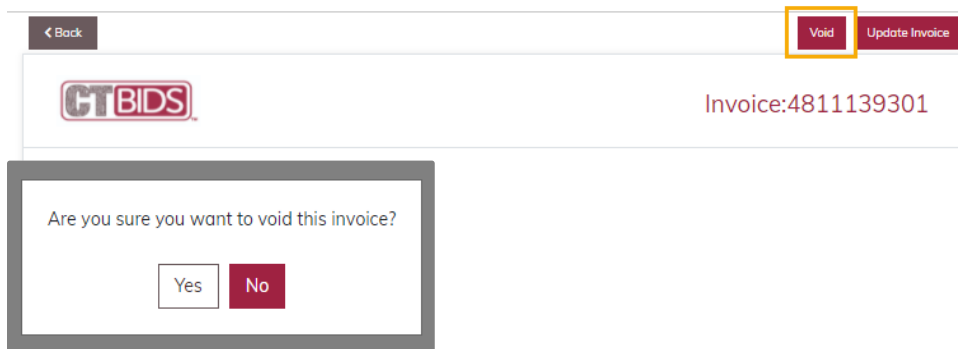 Back
Void
Update Invoice
CTBIDS
Invoice:4811139301
Are you sure you want to void this invoice?
Yes
No